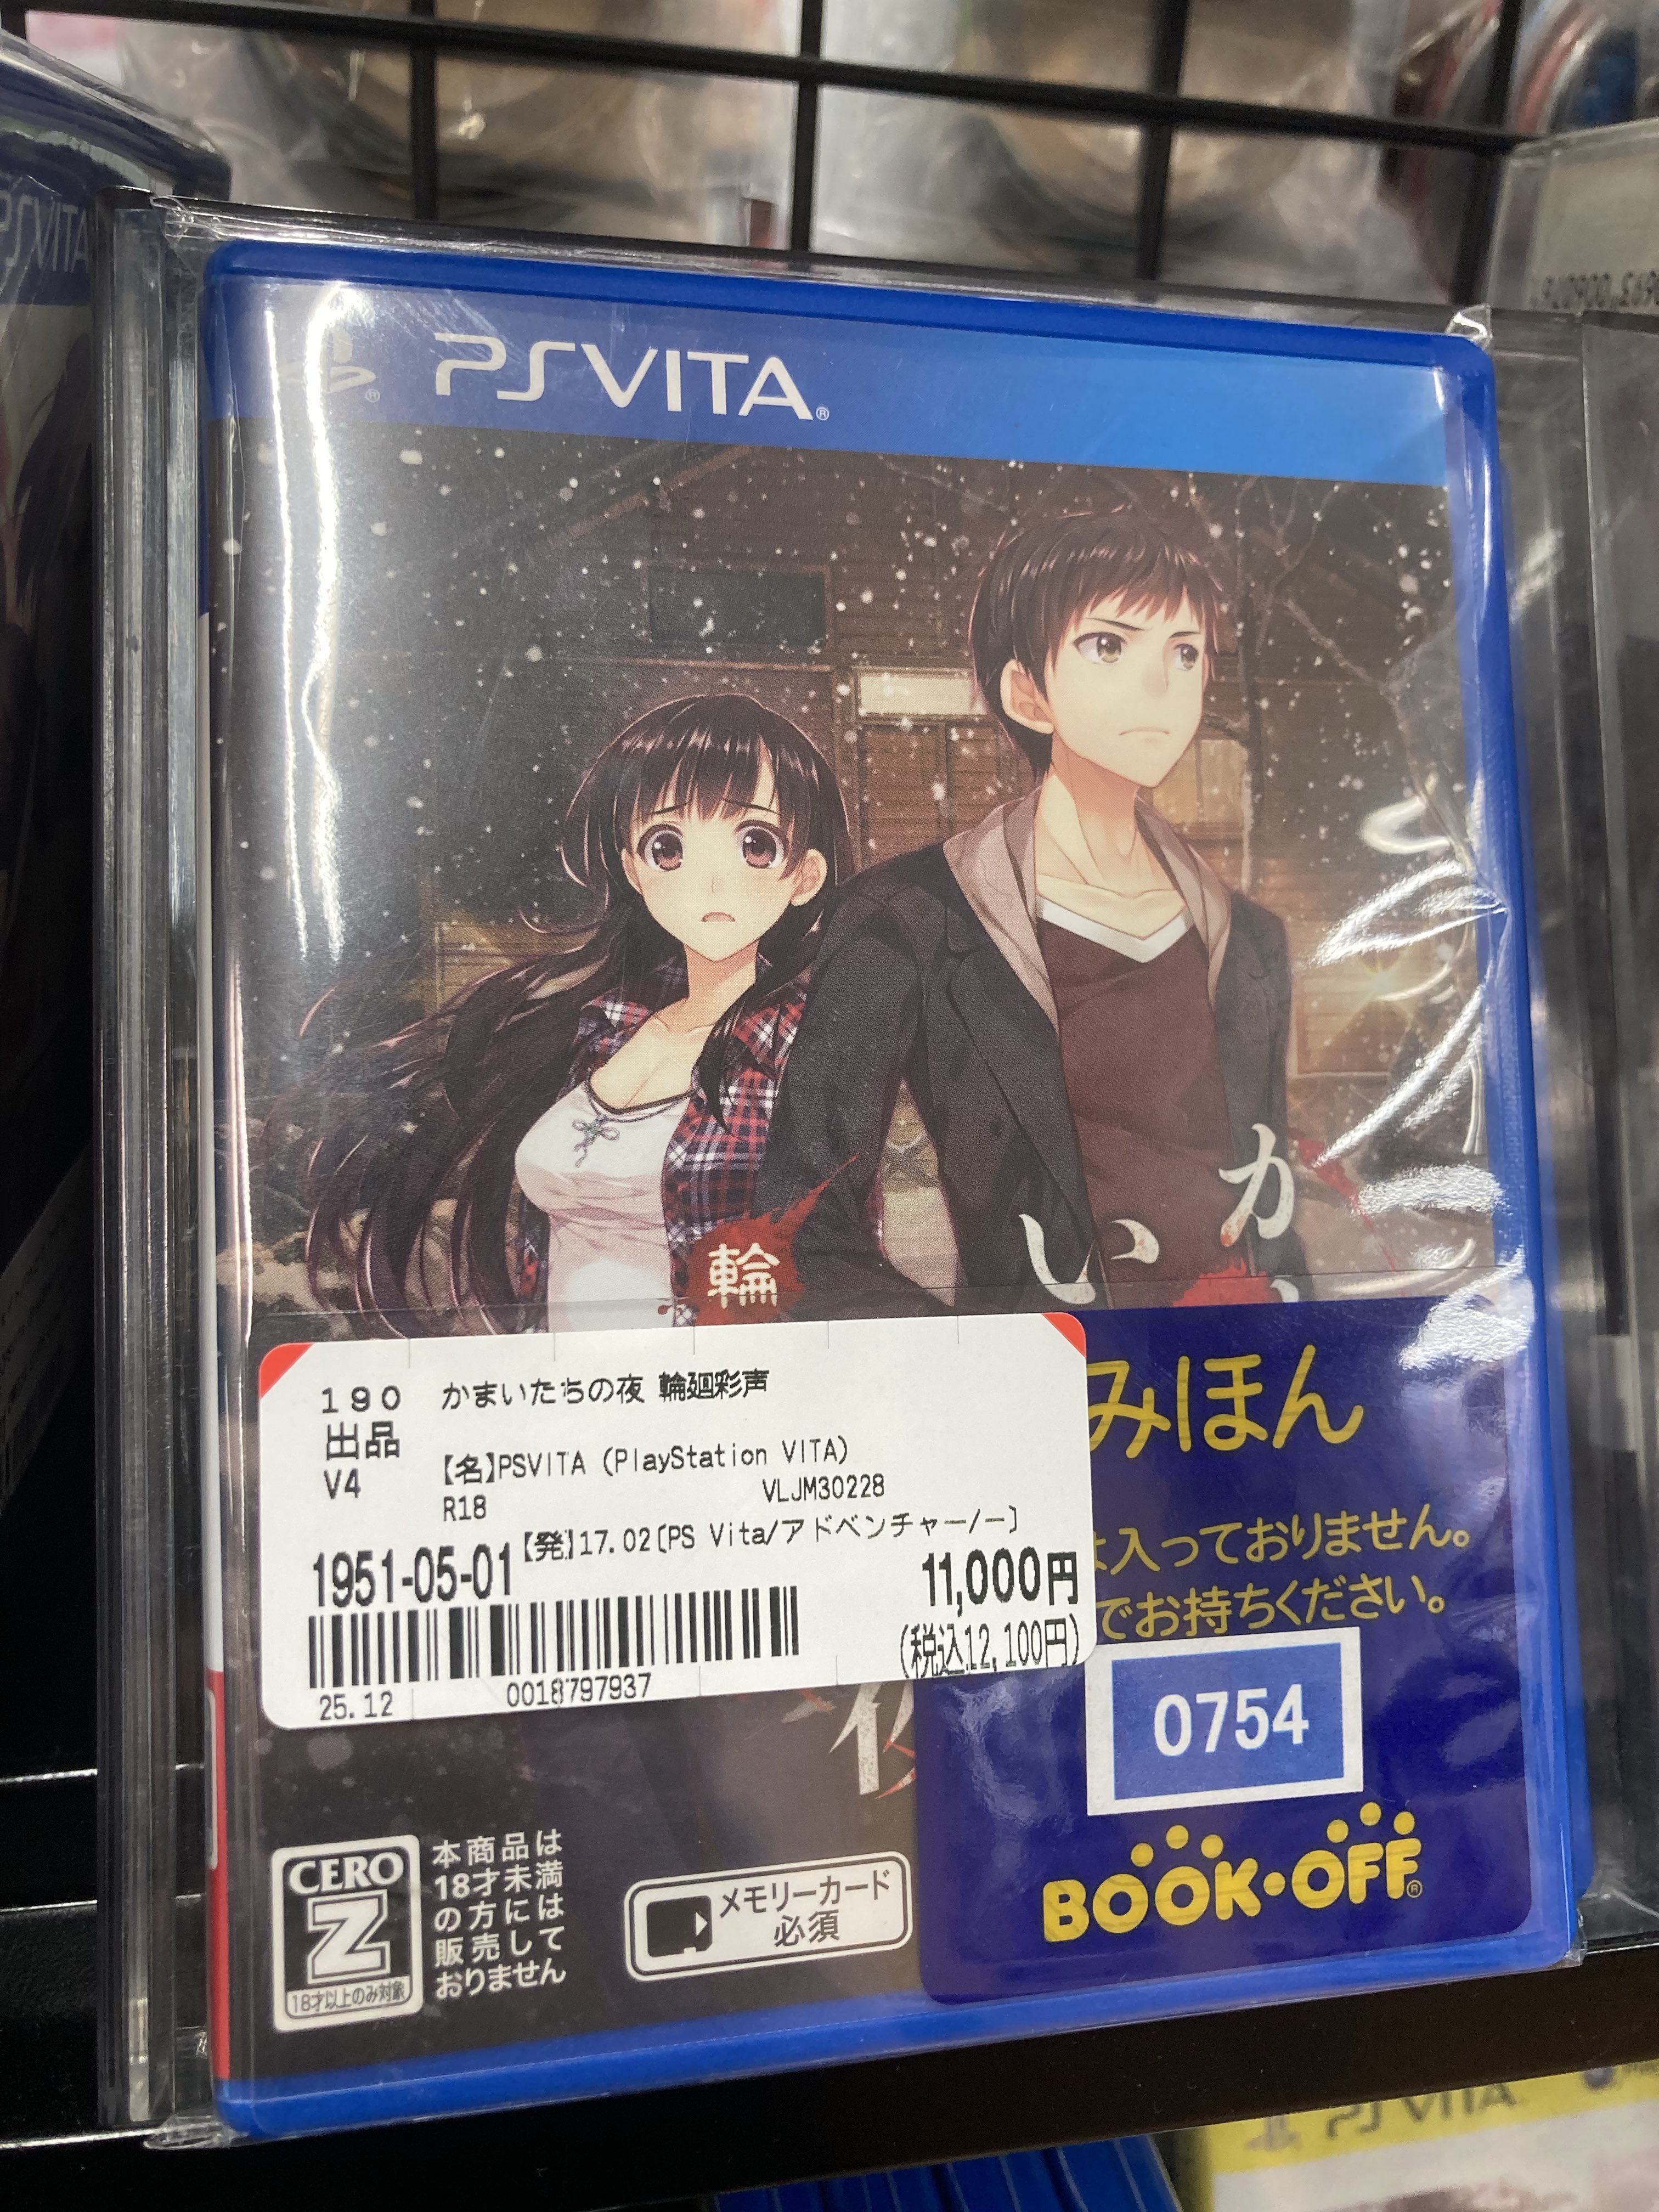 PSVITA
PSVITA®
か
い
輪
190 かまいたちの夜 輪廻彩声
出品
V4 【名】PSVITA (PlayStation VITA)
R18 VLJM30228
【発】17.02〔PS Vita/アドベンチャー/ー〕
1951-05-01 11,000円
(税込12,100円)
25.12 0018797937
みほん
は入っておりません。
でお持ちください。
0754
夜
BOOK・OFF®
CERO
Z
18才以上のみ対象
本商品は
18才未満
の方には
販売して
おりません
メモリーカード
必須
PSVITA